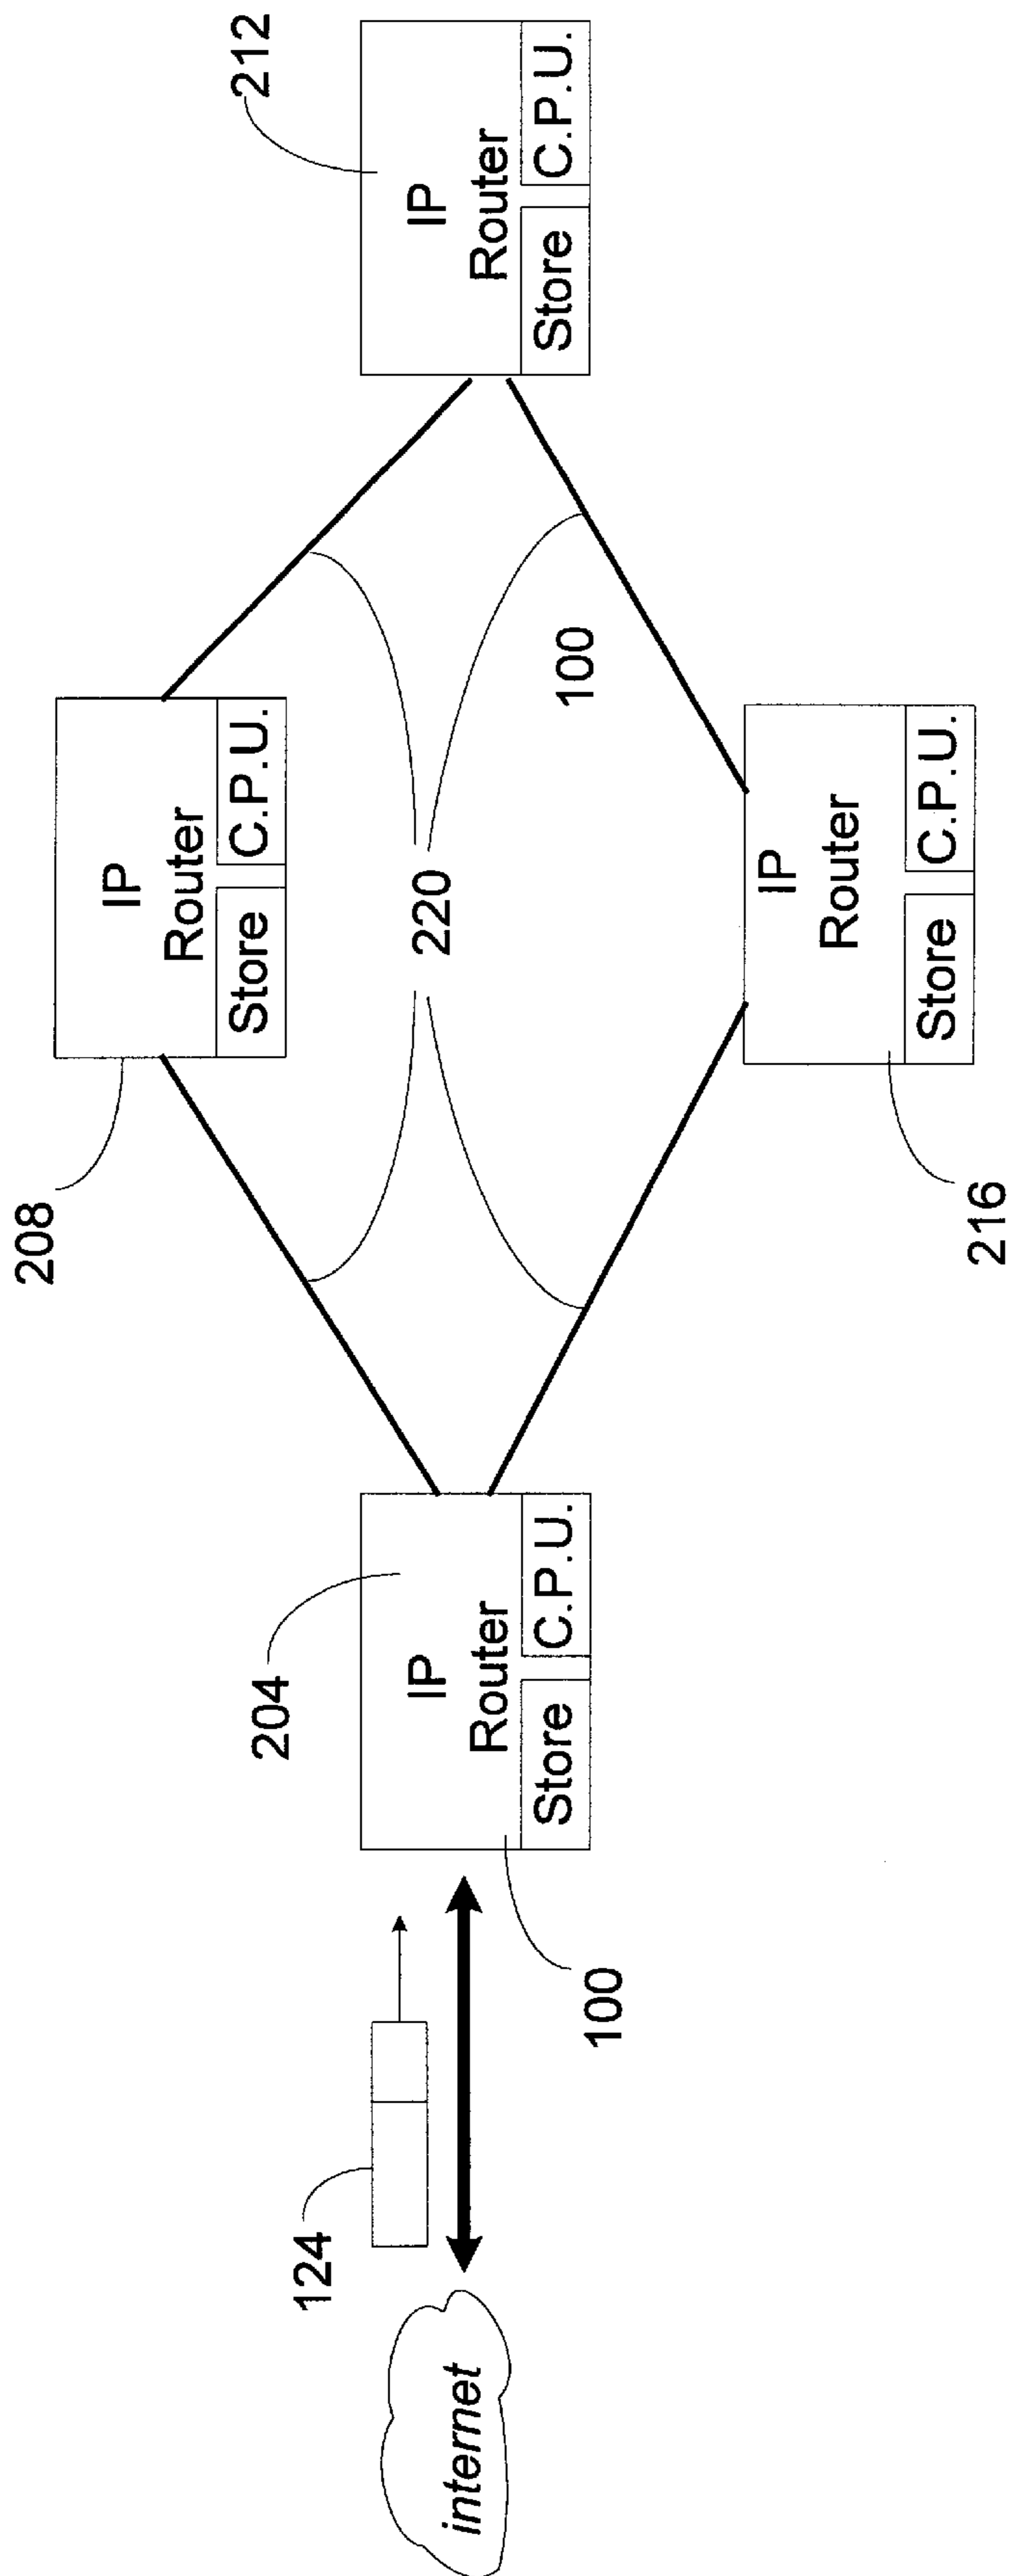 208
IP
Router
Store
C.P.U.
212
IP
Router
Store
C.P.U.
204
IP
Router
Store
C.P.U.
220
100
124
100
internet
IP
Router
Store
C.P.U.
216